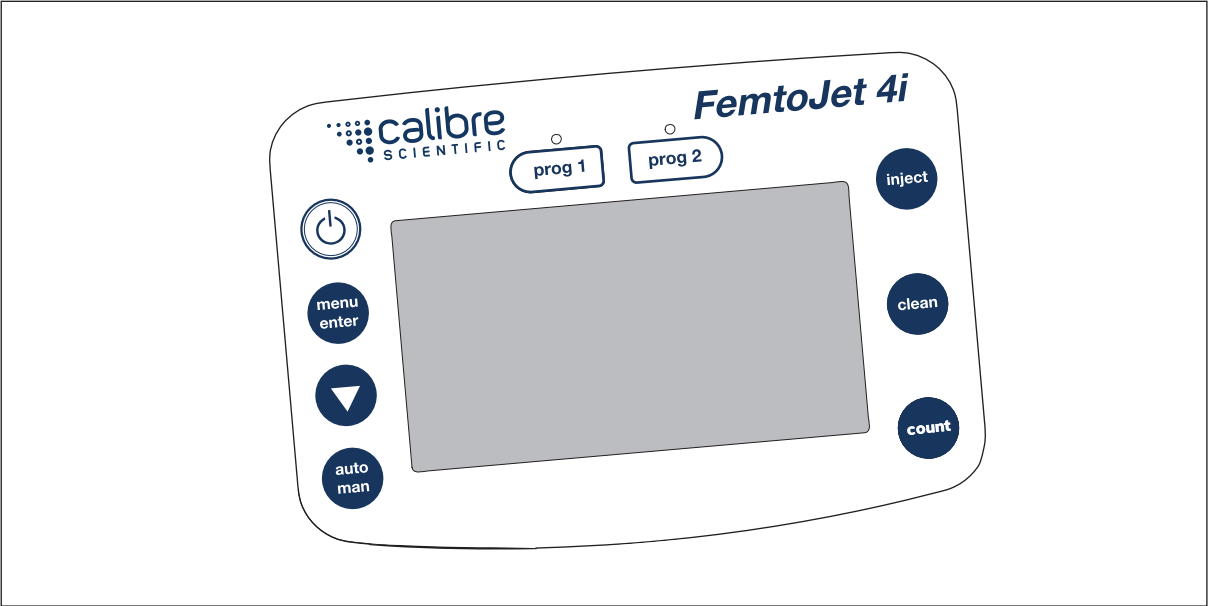 calibre
SCIENTIFIC
FemtoJet 4i
prog 1
prog 2
inject
menu
enter
clean
auto
man
count